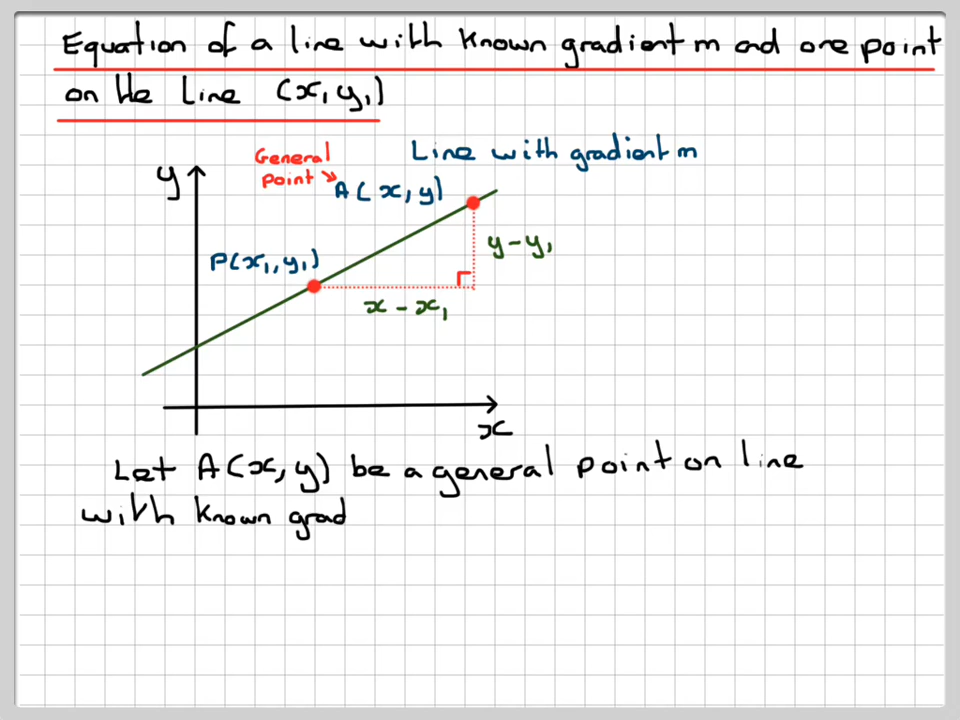 Equation of a line with known gradient m and one point
on the line (x₁ y₁)
General
point
Line with gradient m
y
A(x, y)
P(x₁, y₁)
y - y₁
x - x₁
x
Let A(x, y) be a general point on line
with known grad